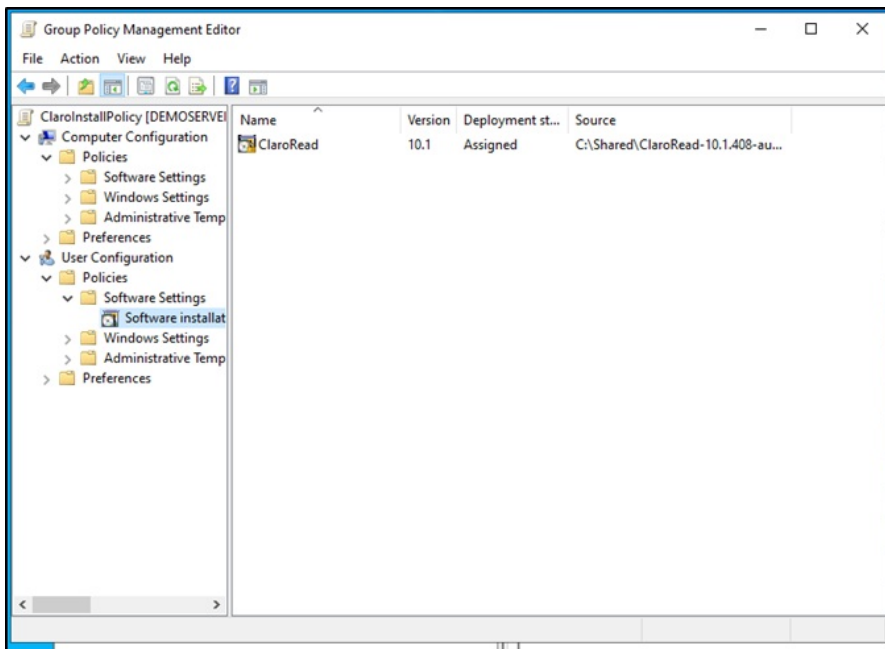 Group Policy Management Editor
File Action View Help
ClaroInstallPolicy [DEMOSERVE
Computer Configuration
Policies
Software Settings
Windows Settings
Administrative Temp
Preferences
User Configuration
Policies
Software Settings
Software installat
Windows Settings
Administrative Temp
Preferences
Name Version Deployment st... Source
ClaroRead 10.1 Assigned C:\Shared\ClaroRead-10.1.408-au...